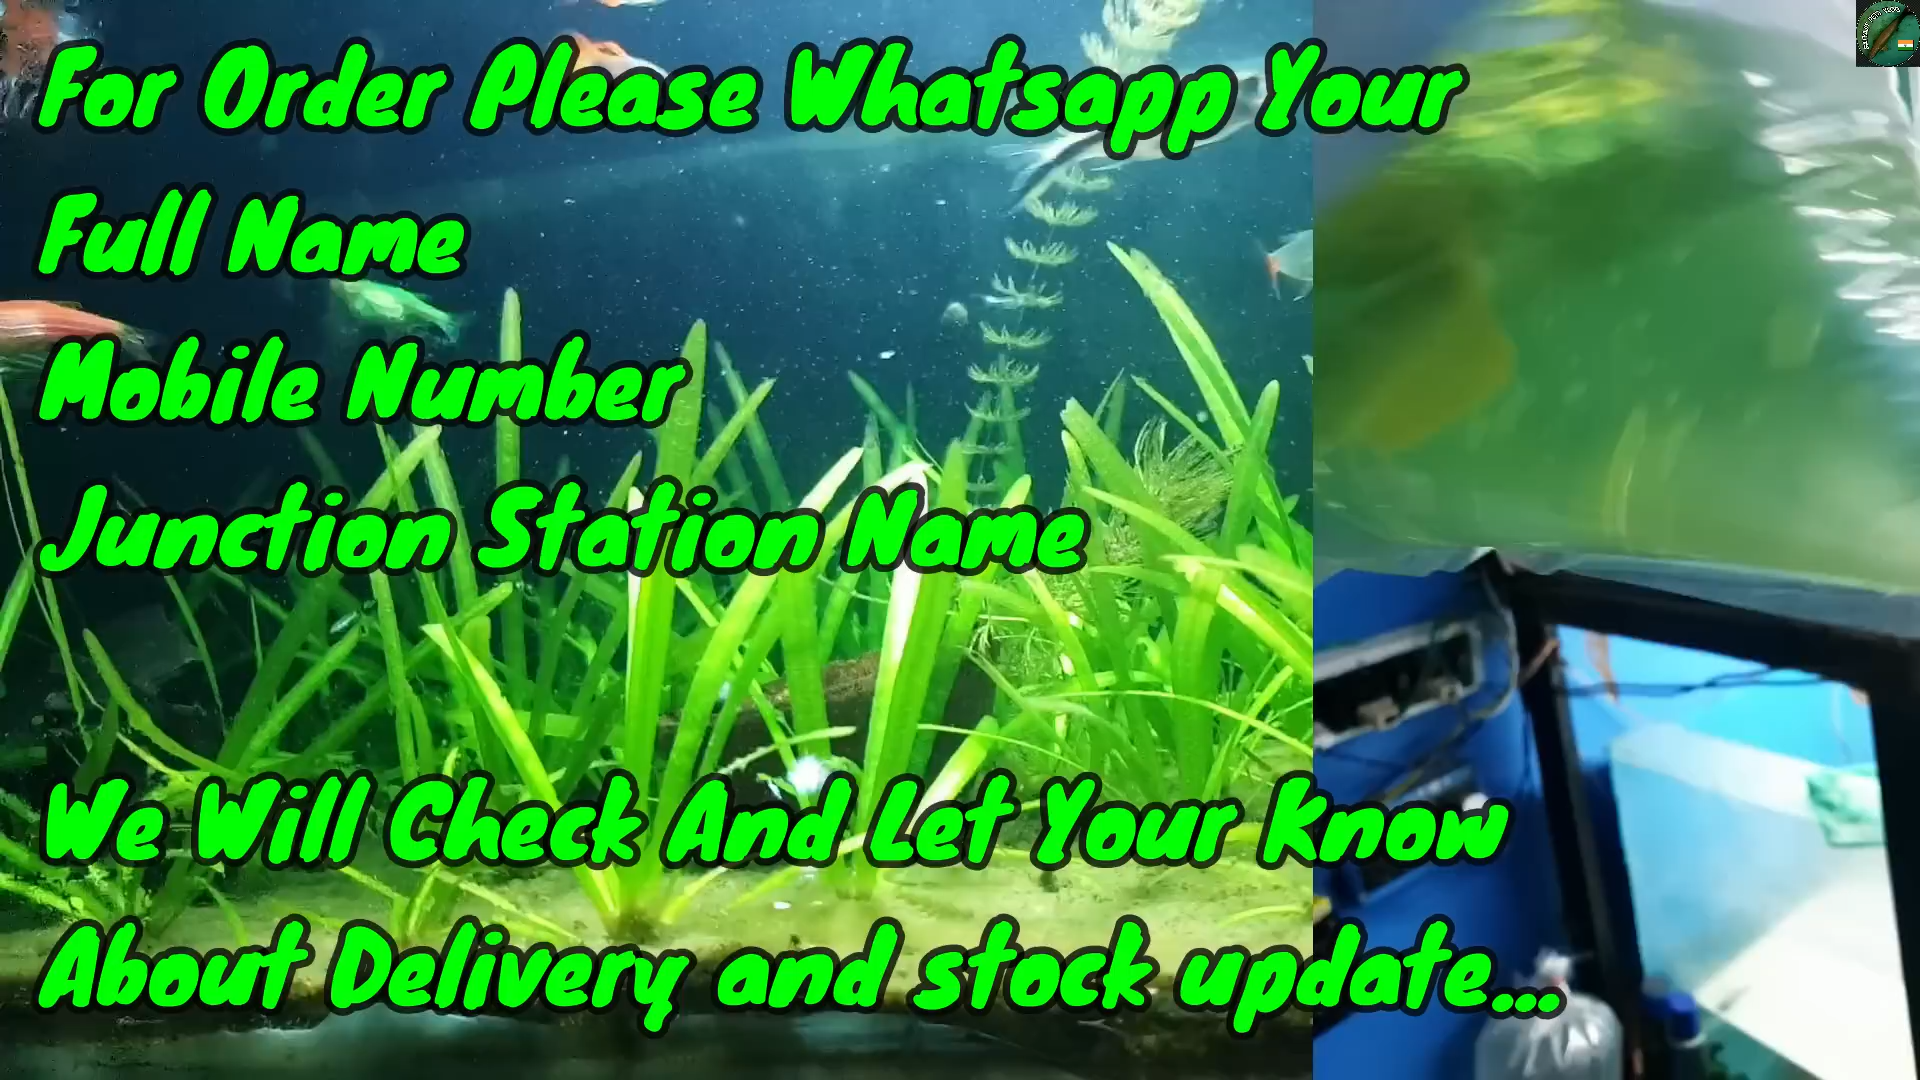 For Order Please Whatsapp Your
Full Name
Mobile Number
Junction Station Name
We Will Check And Let Your Know
About Delivery and stock update...